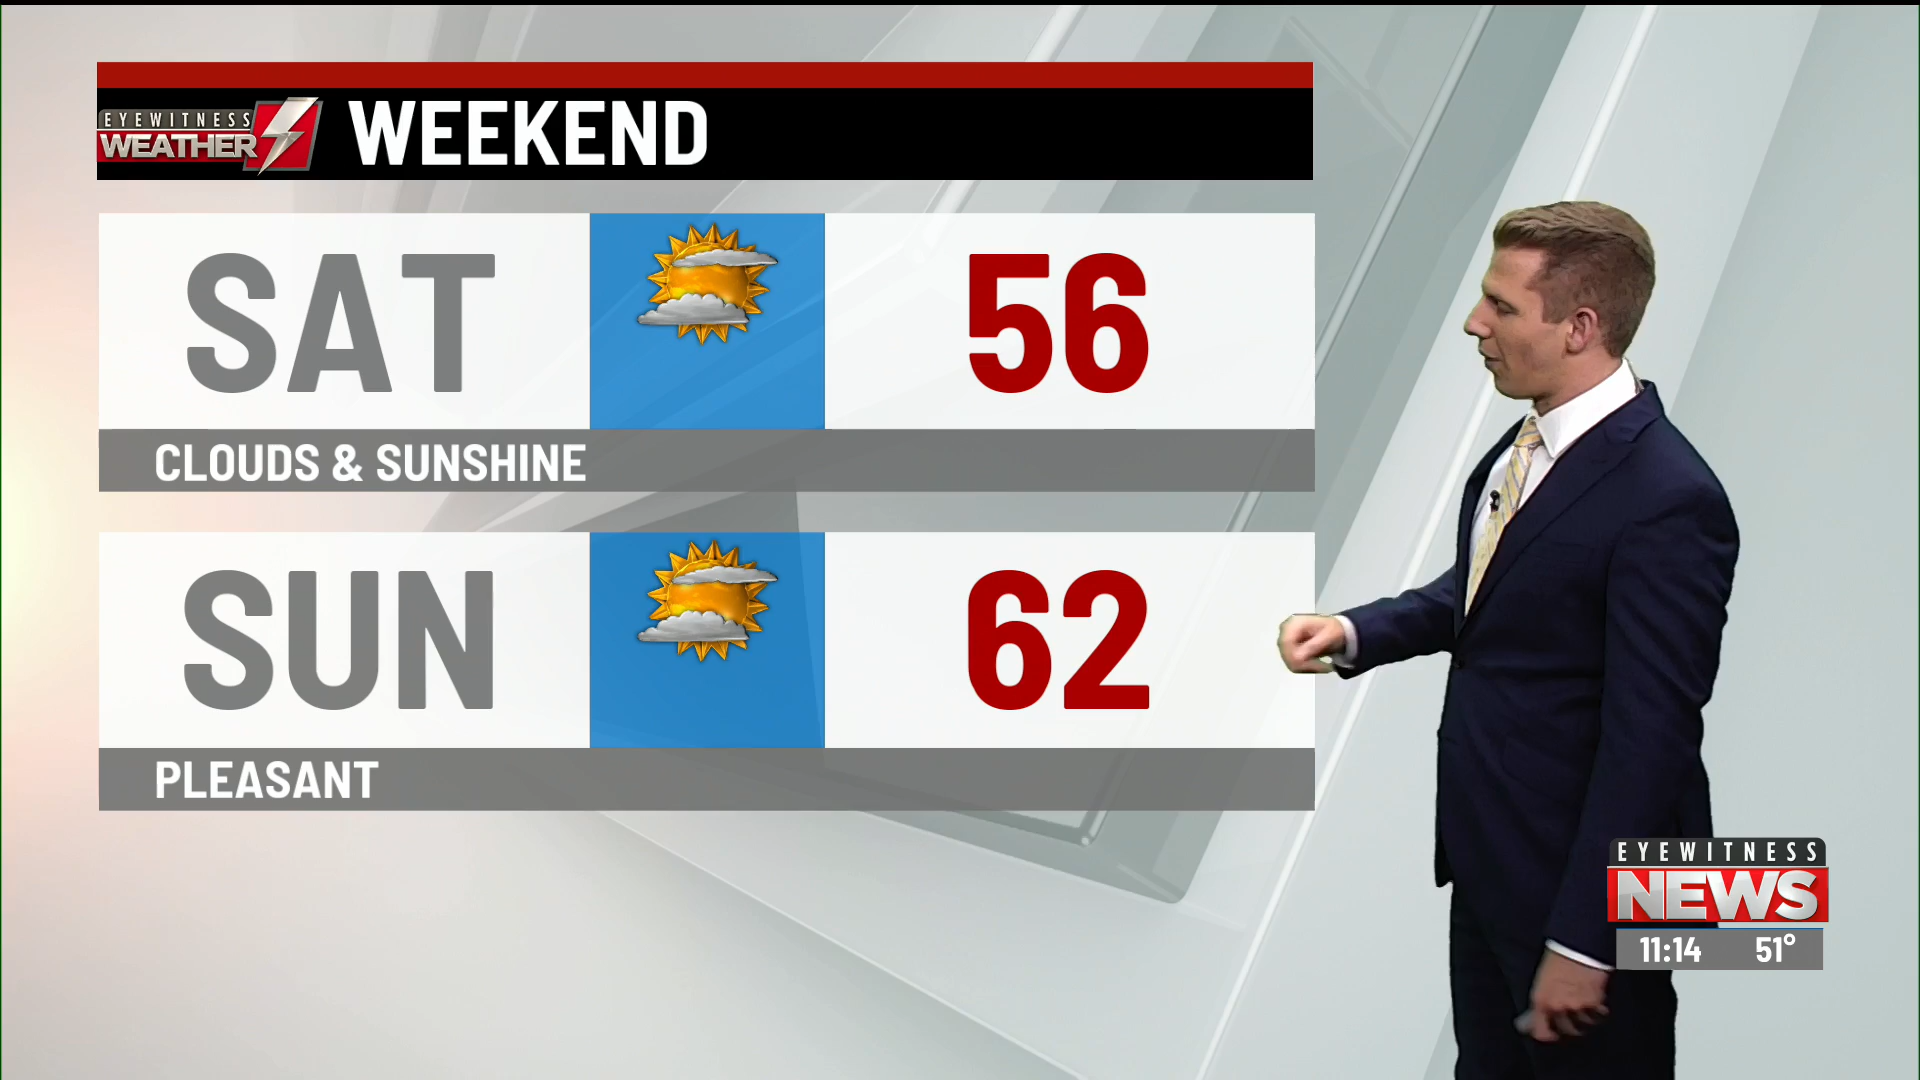 EYEWITNESS
WEATHER
WEEKEND
SAT
56
CLOUDS & SUNSHINE
SUN
62
PLEASANT
EYEWITNESS
NEWS
11:14 51°